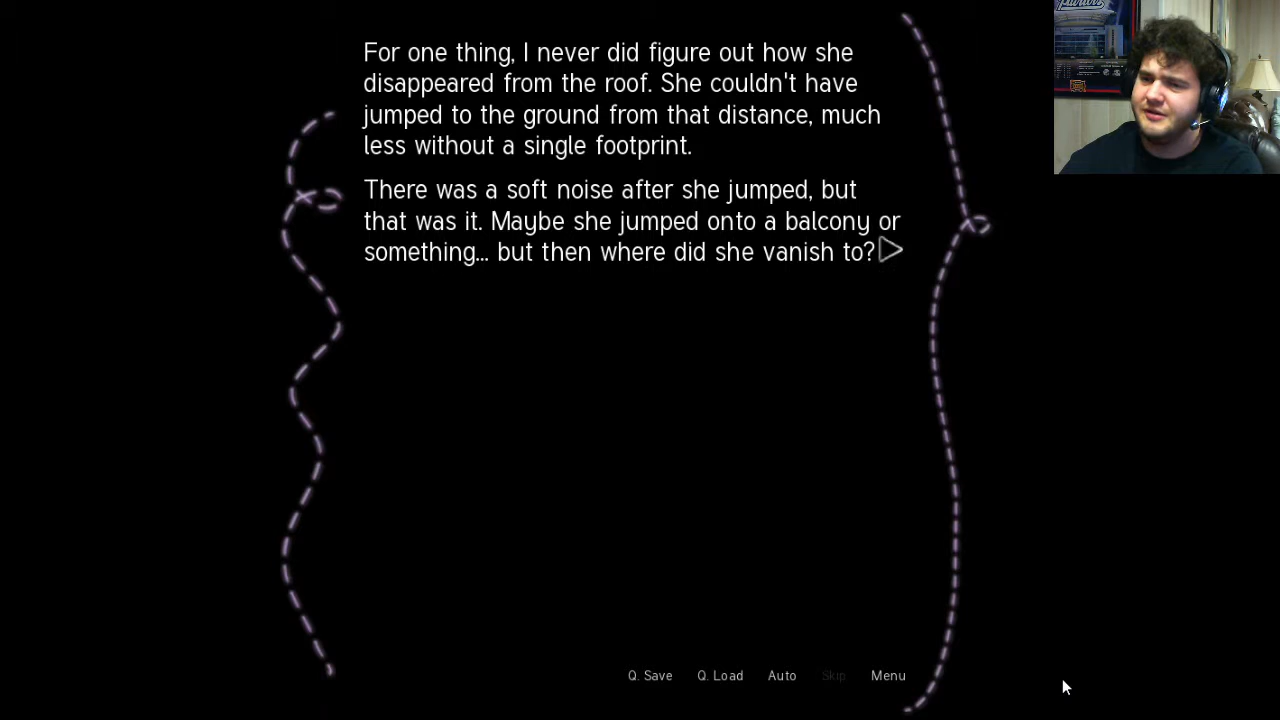 For one thing, I never did figure out how she
disappeared from the roof. She couldn't have
jumped to the ground from that distance, much
less without a single footprint.
There was a soft noise after she jumped, but
that was it. Maybe she jumped onto a balcony or
something... but then where did she vanish to?
Q. Save Q. Load Auto Skip Menu